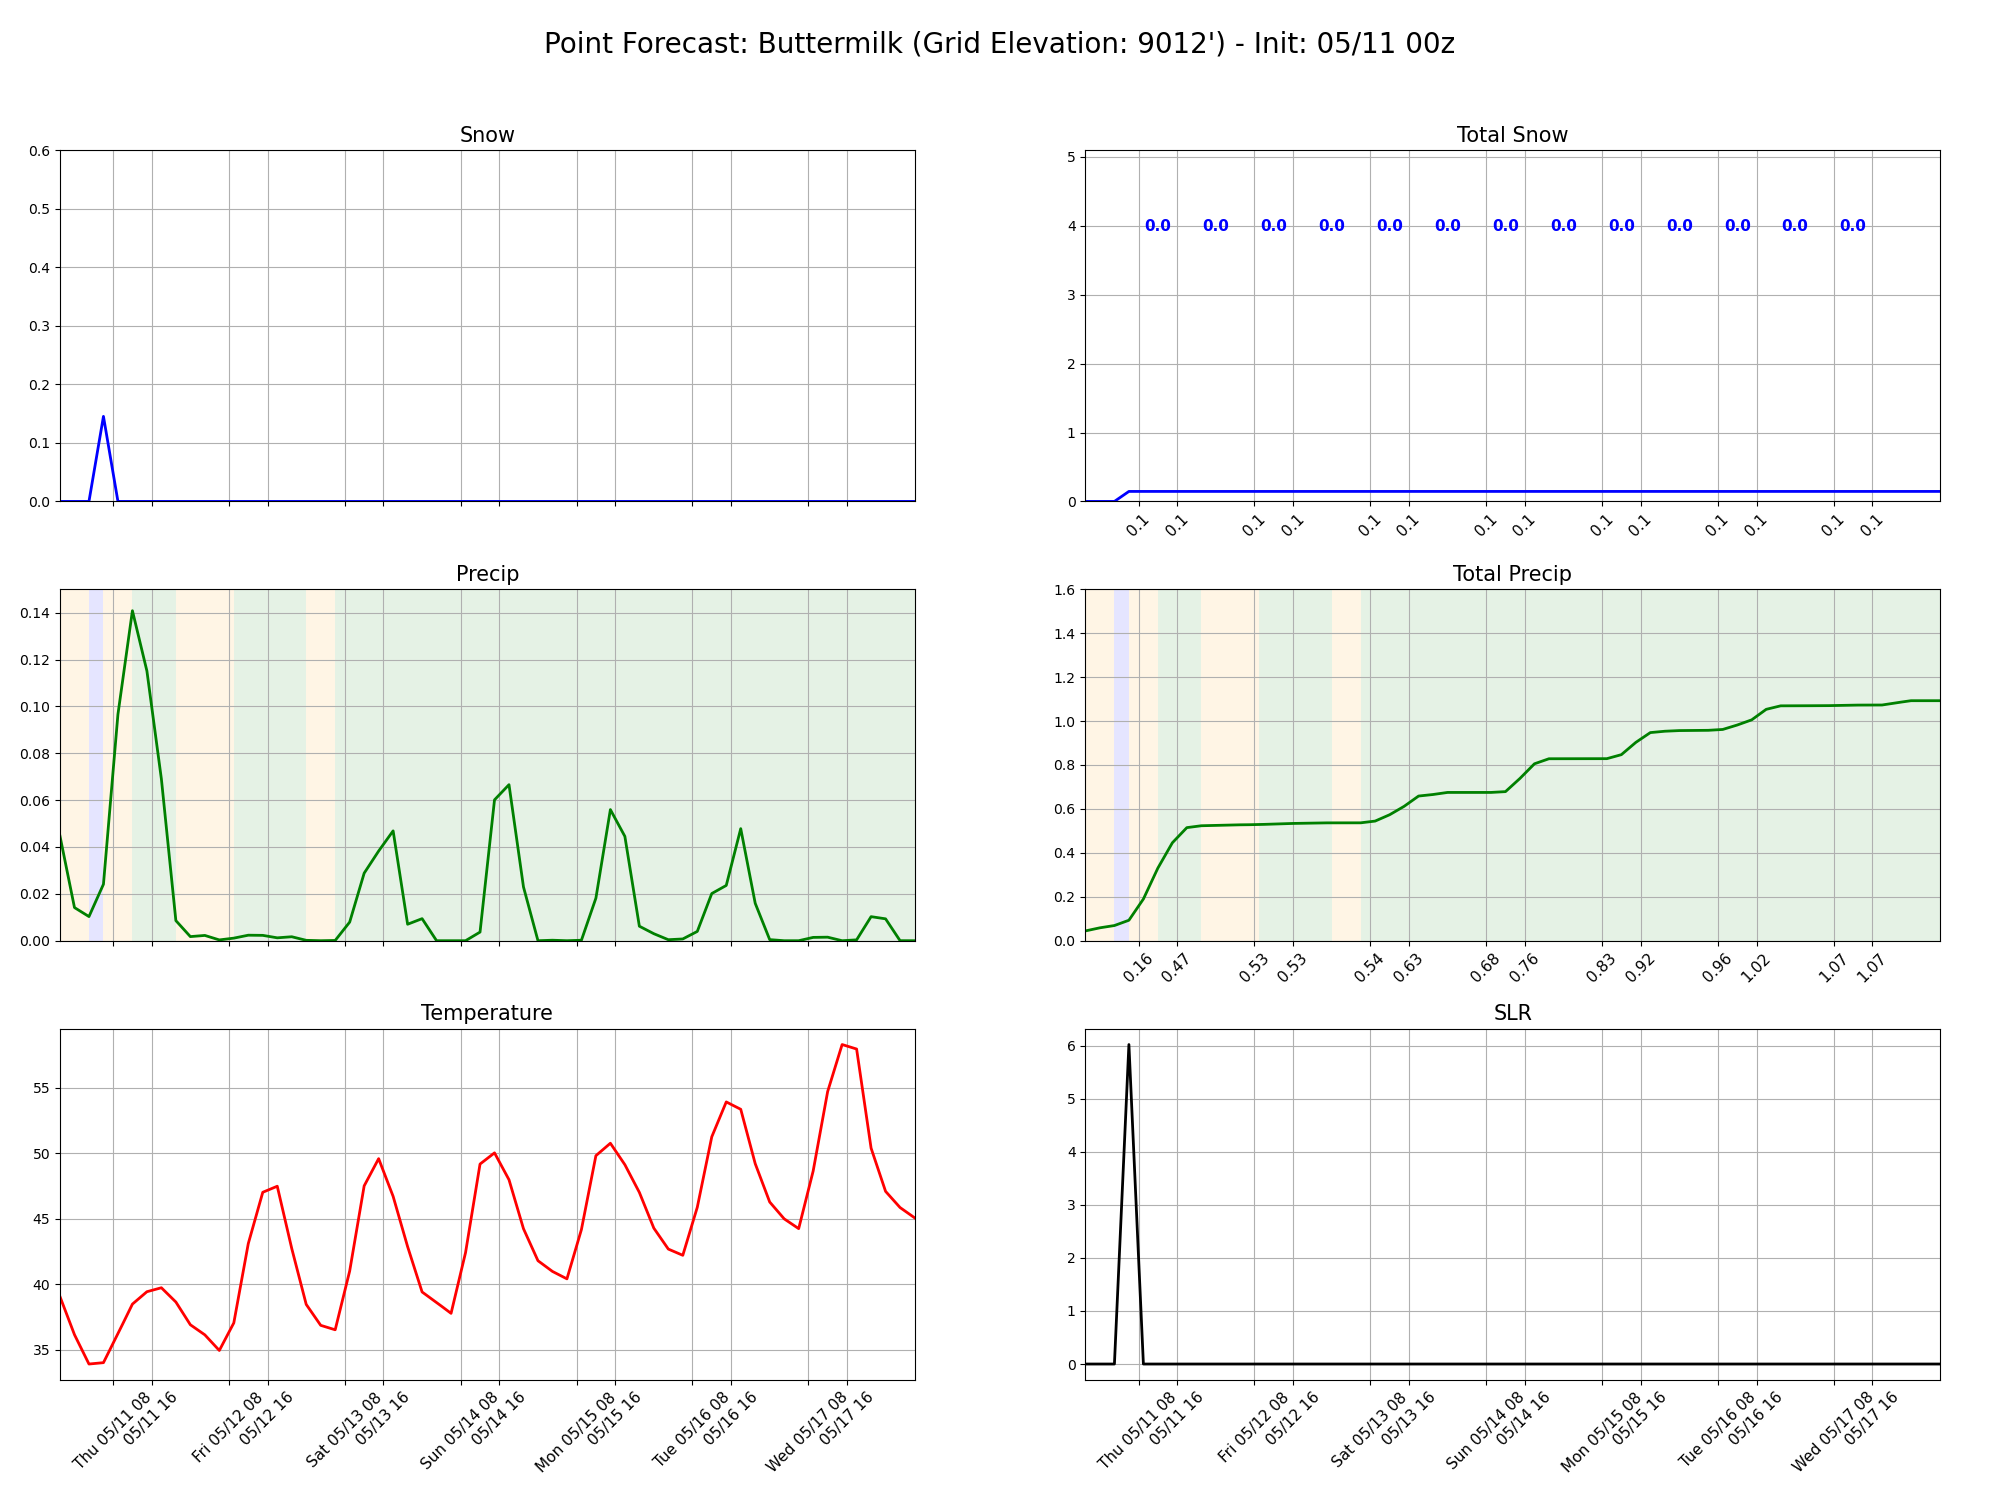 Point Forecast: Buttermilk (Grid Elevation: 9012') - Init: 05/11 00z
Snow
0.6
0.5
0.4
0.3
0.2
0.1
0.0
Total Snow
5
4
3
2
1
0
0.0 0.0 0.0 0.0 0.0 0.0 0.0 0.0 0.0 0.0 0.0 0.0 0.0
0.1 0.1 0.1 0.1 0.1 0.1 0.1 0.1 0.1 0.1 0.1 0.1 0.1 0.1
Precip
0.14
0.12
0.10
0.08
0.06
0.04
0.02
0.00
Total Precip
1.6
1.4
1.2
1.0
0.8
0.6
0.4
0.2
0.0
0.16 0.47 0.53 0.53 0.54 0.63 0.68 0.76 0.83 0.92 0.96 1.02 1.07 1.07
Temperature
55
50
45
40
35
Thu 05/11 08
05/11 16
Fri 05/12 08
05/12 16
Sat 05/13 08
05/13 16
Sun 05/14 08
05/14 16
Mon 05/15 08
05/15 16
Tue 05/16 08
05/16 16
Wed 05/17 08
05/17 16
SLR
6
5
4
3
2
1
0
Thu 05/11 08
05/11 16
Fri 05/12 08
05/12 16
Sat 05/13 08
05/13 16
Sun 05/14 08
05/14 16
Mon 05/15 08
05/15 16
Tue 05/16 08
05/16 16
Wed 05/17 08
05/17 16